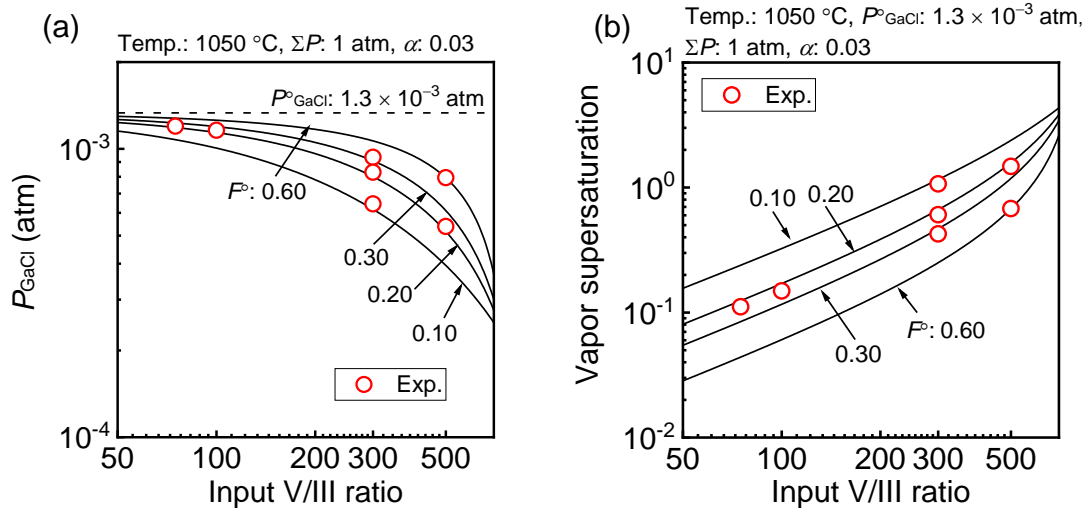 (a)
Temp.: 1050 °C, ΣP: 1 atm, α: 0.03
P°GaCl: 1.3 × 10⁻³ atm
10⁻³
F°: 0.60
0.30
0.20
0.10
PGaCl (atm)
Exp.
10⁻⁴
50 100 200 300 500
Input V/III ratio
(b)
Temp.: 1050 °C, P°GaCl: 1.3 × 10⁻³ atm,
ΣP: 1 atm, α: 0.03
10¹
Exp.
10⁰
0.10
0.20
Vapor supersaturation
10⁻¹
F°: 0.60
0.30
10⁻²
50 100 200 300 500
Input V/III ratio